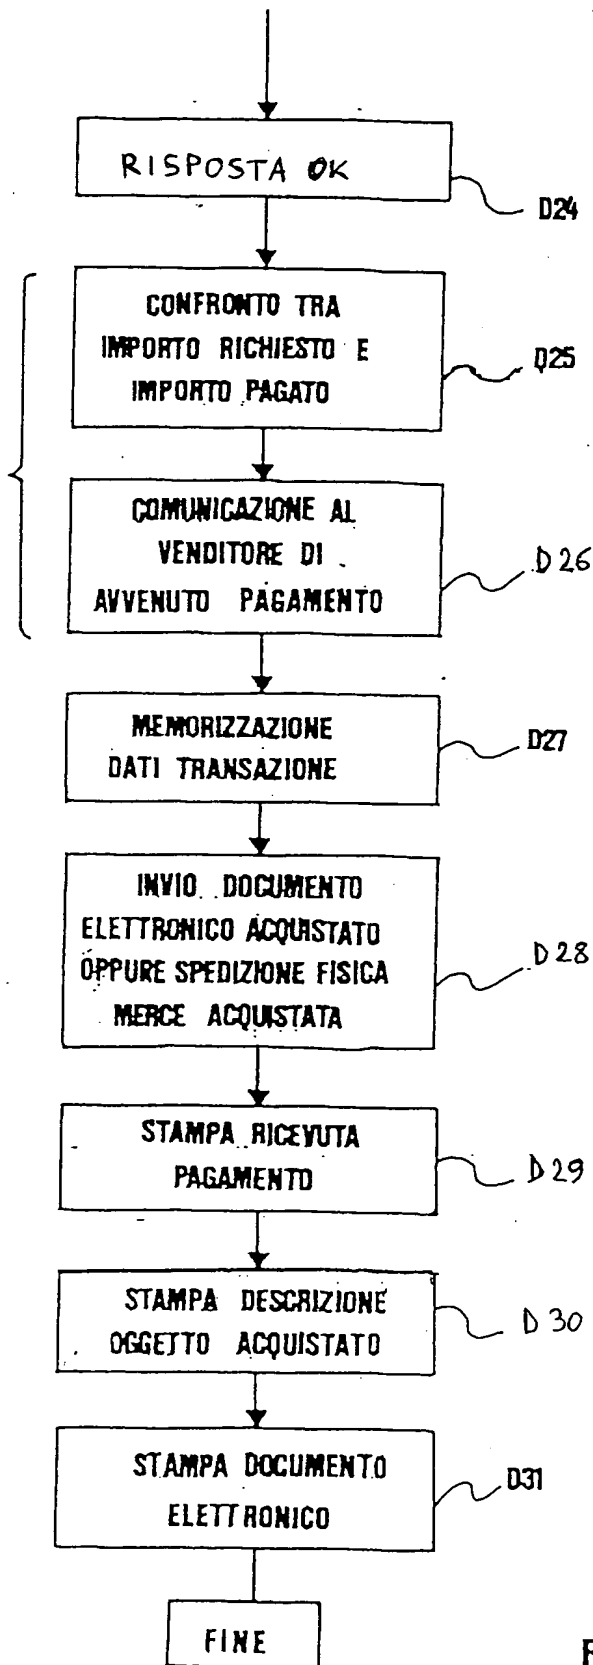 RISPOSTA OK
D24
CONFRONTO TRA
IMPORTO RICHIESTO E
IMPORTO PAGATO
D25
COMUNICAZIONE AL
VENDITORE DI
AVVENUTO PAGAMENTO
D26
MEMORIZZAZIONE
DATI TRANSAZIONE
D27
INVIO DOCUMENTO
ELETTRONICO ACQUISTATO
OPPURE SPEDIZIONE FISICA
MERCE ACQUISTATA
D28
STAMPA RICEVUTA
PAGAMENTO
D29
STAMPA DESCRIZIONE
OGGETTO ACQUISTATO
D30
STAMPA DOCUMENTO
ELETTRONICO
D31
FINE